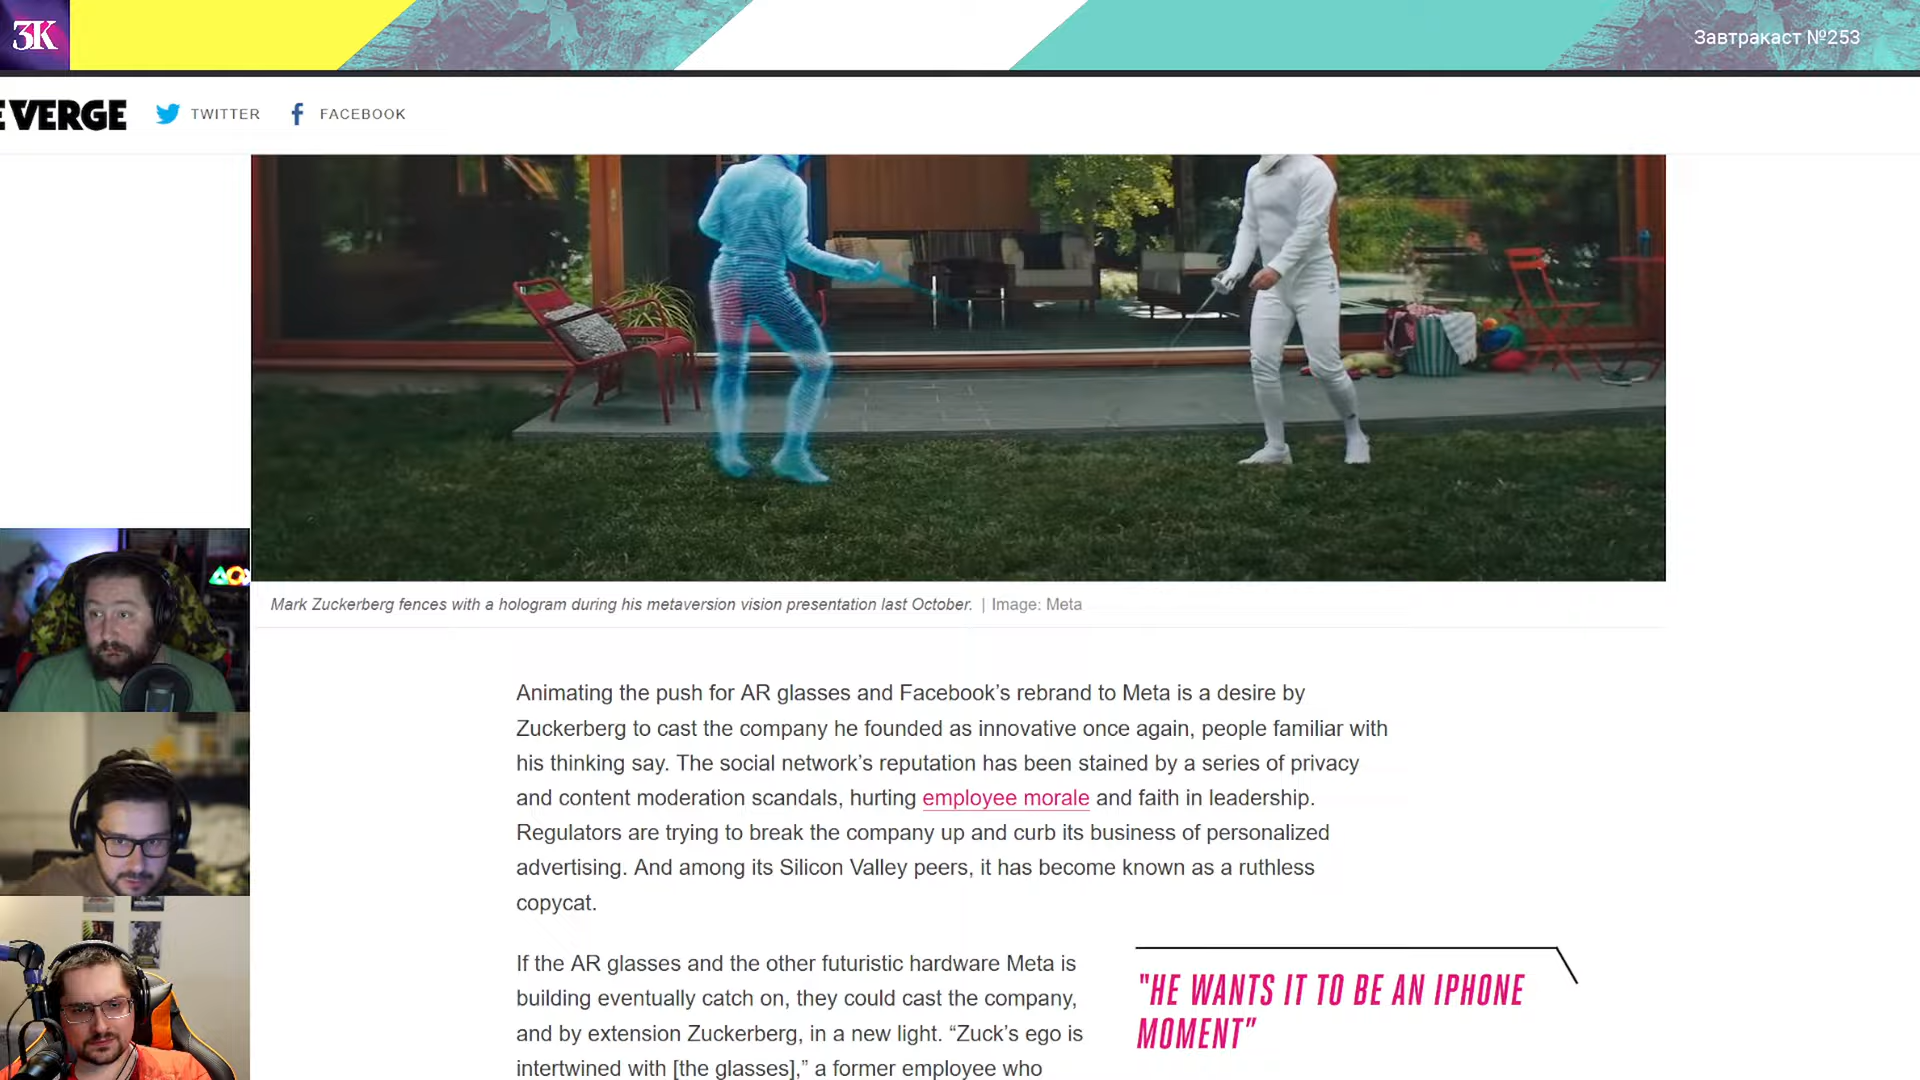 3K
Завтракаст №253
E VERGE
TWITTER
FACEBOOK
Mark Zuckerberg fences with a hologram during his metaversion vision presentation last October. | Image: Meta
Animating the push for AR glasses and Facebook’s rebrand to Meta is a desire by
Zuckerberg to cast the company he founded as innovative once again, people familiar with
his thinking say. The social network’s reputation has been stained by a series of privacy
and content moderation scandals, hurting employee morale and faith in leadership.
Regulators are trying to break the company up and curb its business of personalized
advertising. And among its Silicon Valley peers, it has become known as a ruthless
copycat.
If the AR glasses and the other futuristic hardware Meta is
building eventually catch on, they could cast the company,
and by extension Zuckerberg, in a new light. “Zuck’s ego is
intertwined with [the glasses],” a former employee who
"HE WANTS IT TO BE AN IPHONE
MOMENT”